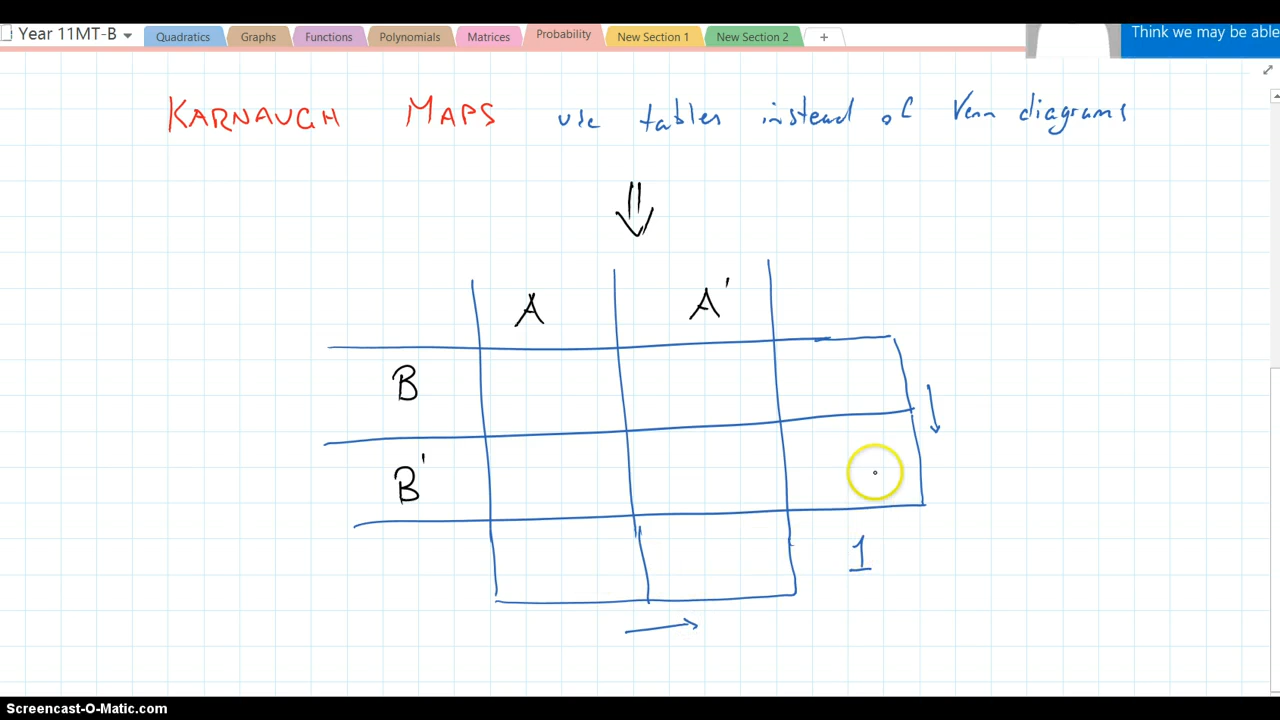 Year 11MT-B
Quadratics Graphs Functions Polynomials Matrices Probability New Section 1 New Section 2 +
Think we may be able
KARNAUGH MAPS use tables instead of Venn diagrams
A A'
B
B'
1
Screencast-O-Matic.com